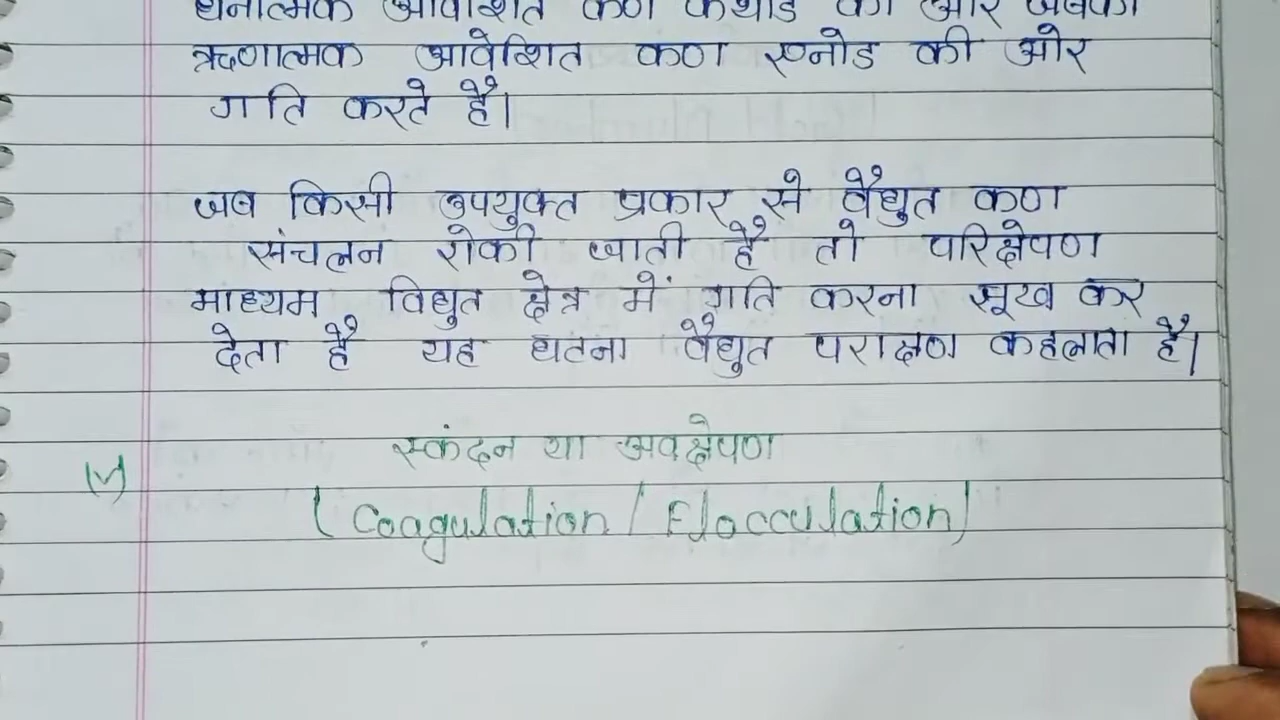 धनात्मक आवेशित कण कैथोड की ओर जबकी
ऋणात्मक आवेशित कण एनोड की ओर
गति करते है।
जब किसी उपयुक्त प्रकार से वैद्युत कण
संचलन रोकी जाती है तो परिक्षेपण
माध्यम विद्युत क्षेत्र में गति करना सूख कर
देता है यह घटना वैद्युत पराक्षण कहलाता है।
स्कंदन या अवक्षेपण
(Coagulation / Flocculation)